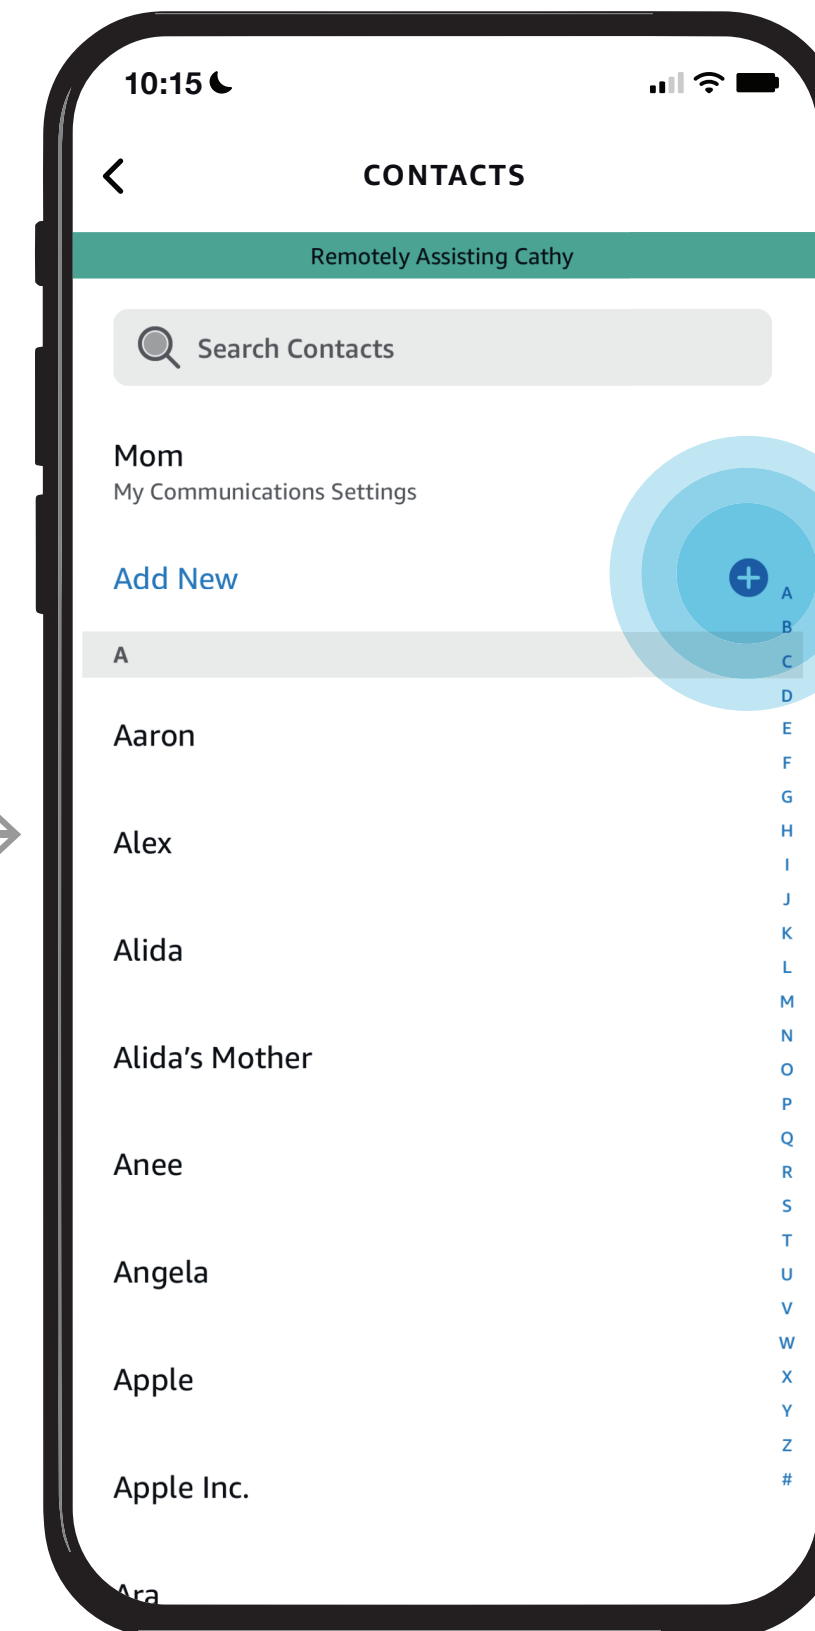 10:15
CONTACTS
Remotely Assisting Cathy
Search Contacts
Mom
My Communications Settings
Add New
A
Aaron
Alex
Alida
Alida's Mother
Anee
Angela
Apple
Apple Inc.
Ara
A
B
C
D
E
F
G
H
I
J
K
L
M
N
O
P
Q
R
S
T
U
V
W
X
Y
Z
#